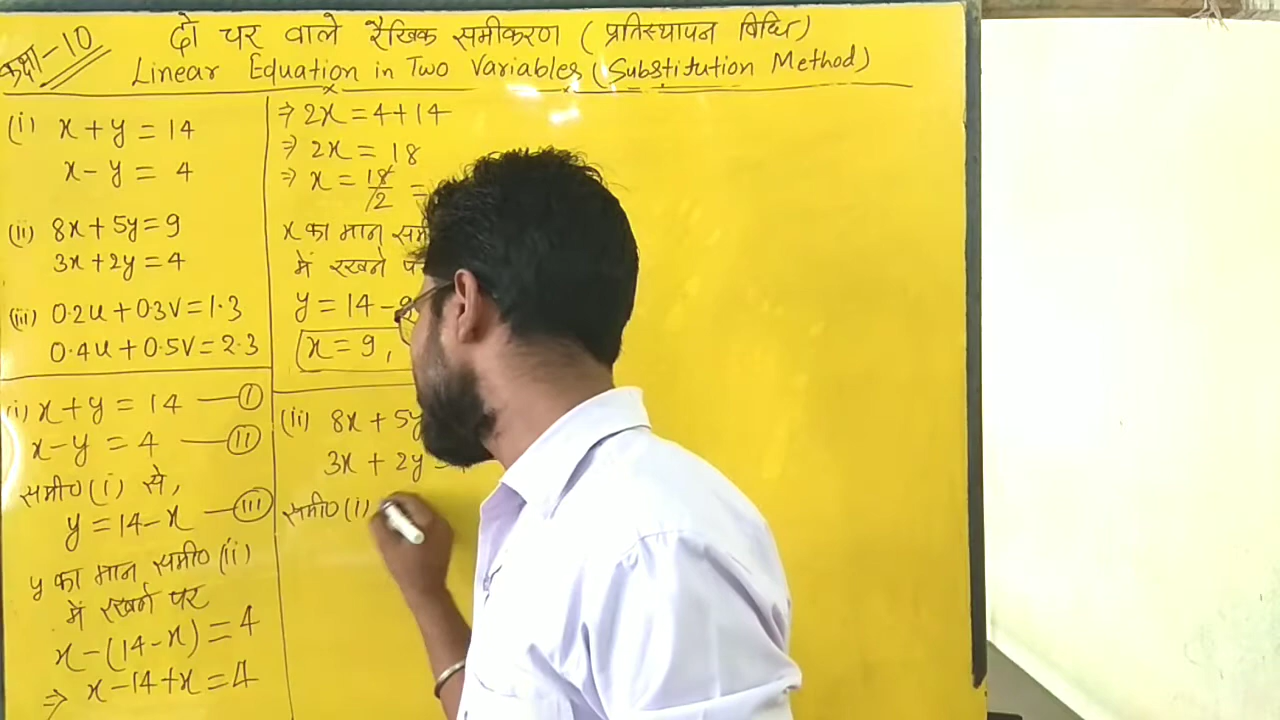 कक्षा-10
दो चर वाले रैखिक समीकरण (प्रतिस्थापन विधि)
Linear Equation in Two Variables (Substitution Method)
(i) x + y = 14
x - y = 4
(ii) 8x + 5y = 9
3x + 2y = 4
(iii) 0.2u + 0.3v = 1.3
0.4u + 0.5v = 2.3
(i) x + y = 14 — (I)
x - y = 4 — (II)
समी० (i) से,
y = 14 - x — (III)
y का मान समी० (ii)
में रखने पर
x - (14 - x) = 4
⇒ x - 14 + x = 4
⇒ 2x = 4 + 14
⇒ 2x = 18
⇒ x = 18/2 =
x का मान
में रखने
y = 14 -
x = 9,
(ii) 8x + 5y
3x + 2y
समी० (i)